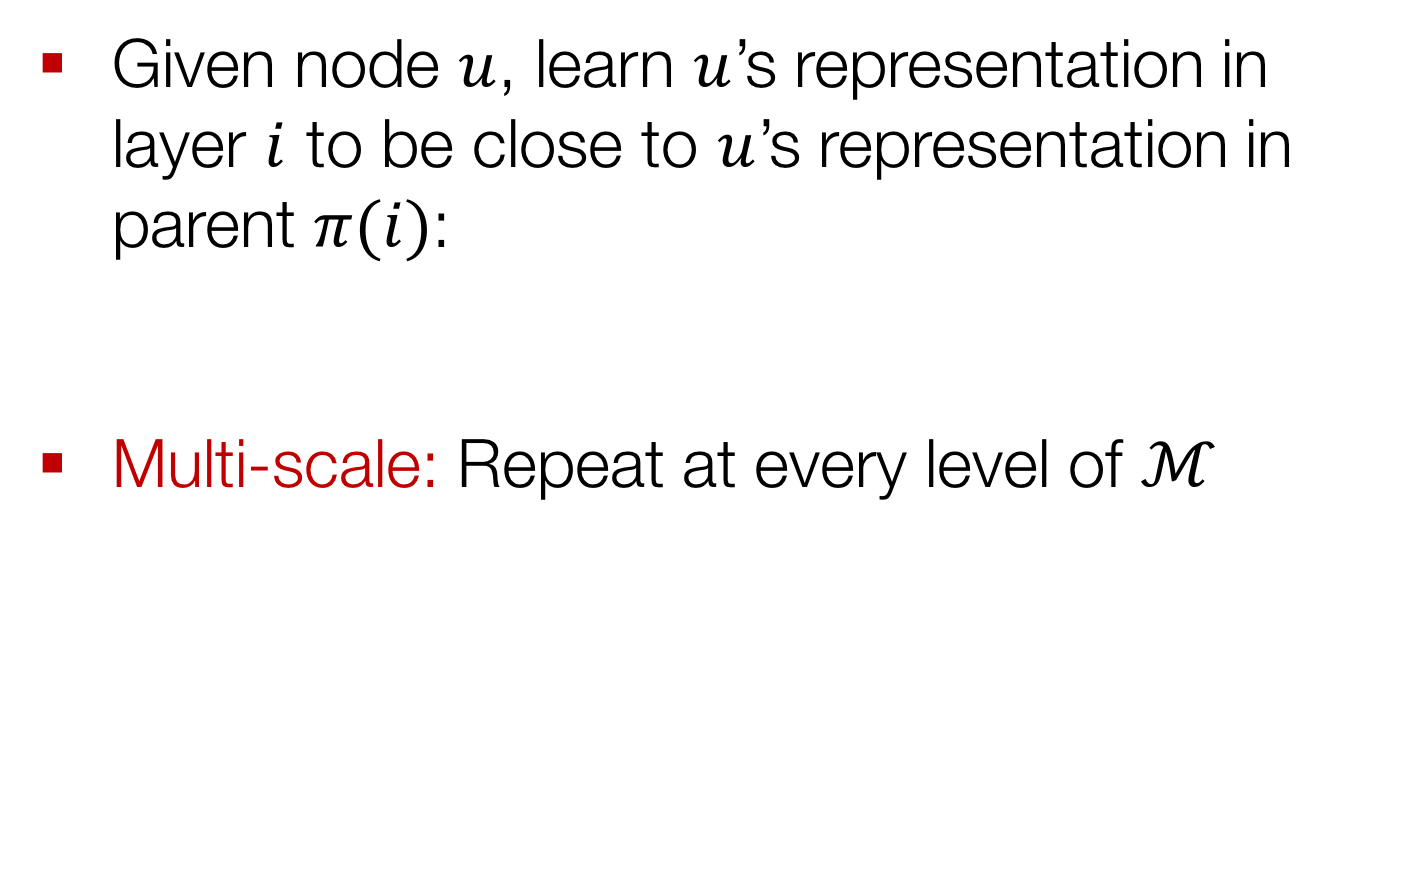 ▪ Given node 𝑢, learn 𝑢’s representation in
layer 𝑖 to be close to 𝑢’s representation in
parent 𝜋(𝑖):
▪ Multi-scale: Repeat at every level of ℳ